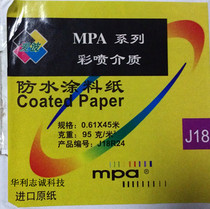 MPA 系列
彩喷介质
防水涂料纸
Coated Paper
规格：0.61X45米
克重：95 克/米²
产品编号：J18R24
J18
mpa
华利志诚科技
进口原纸